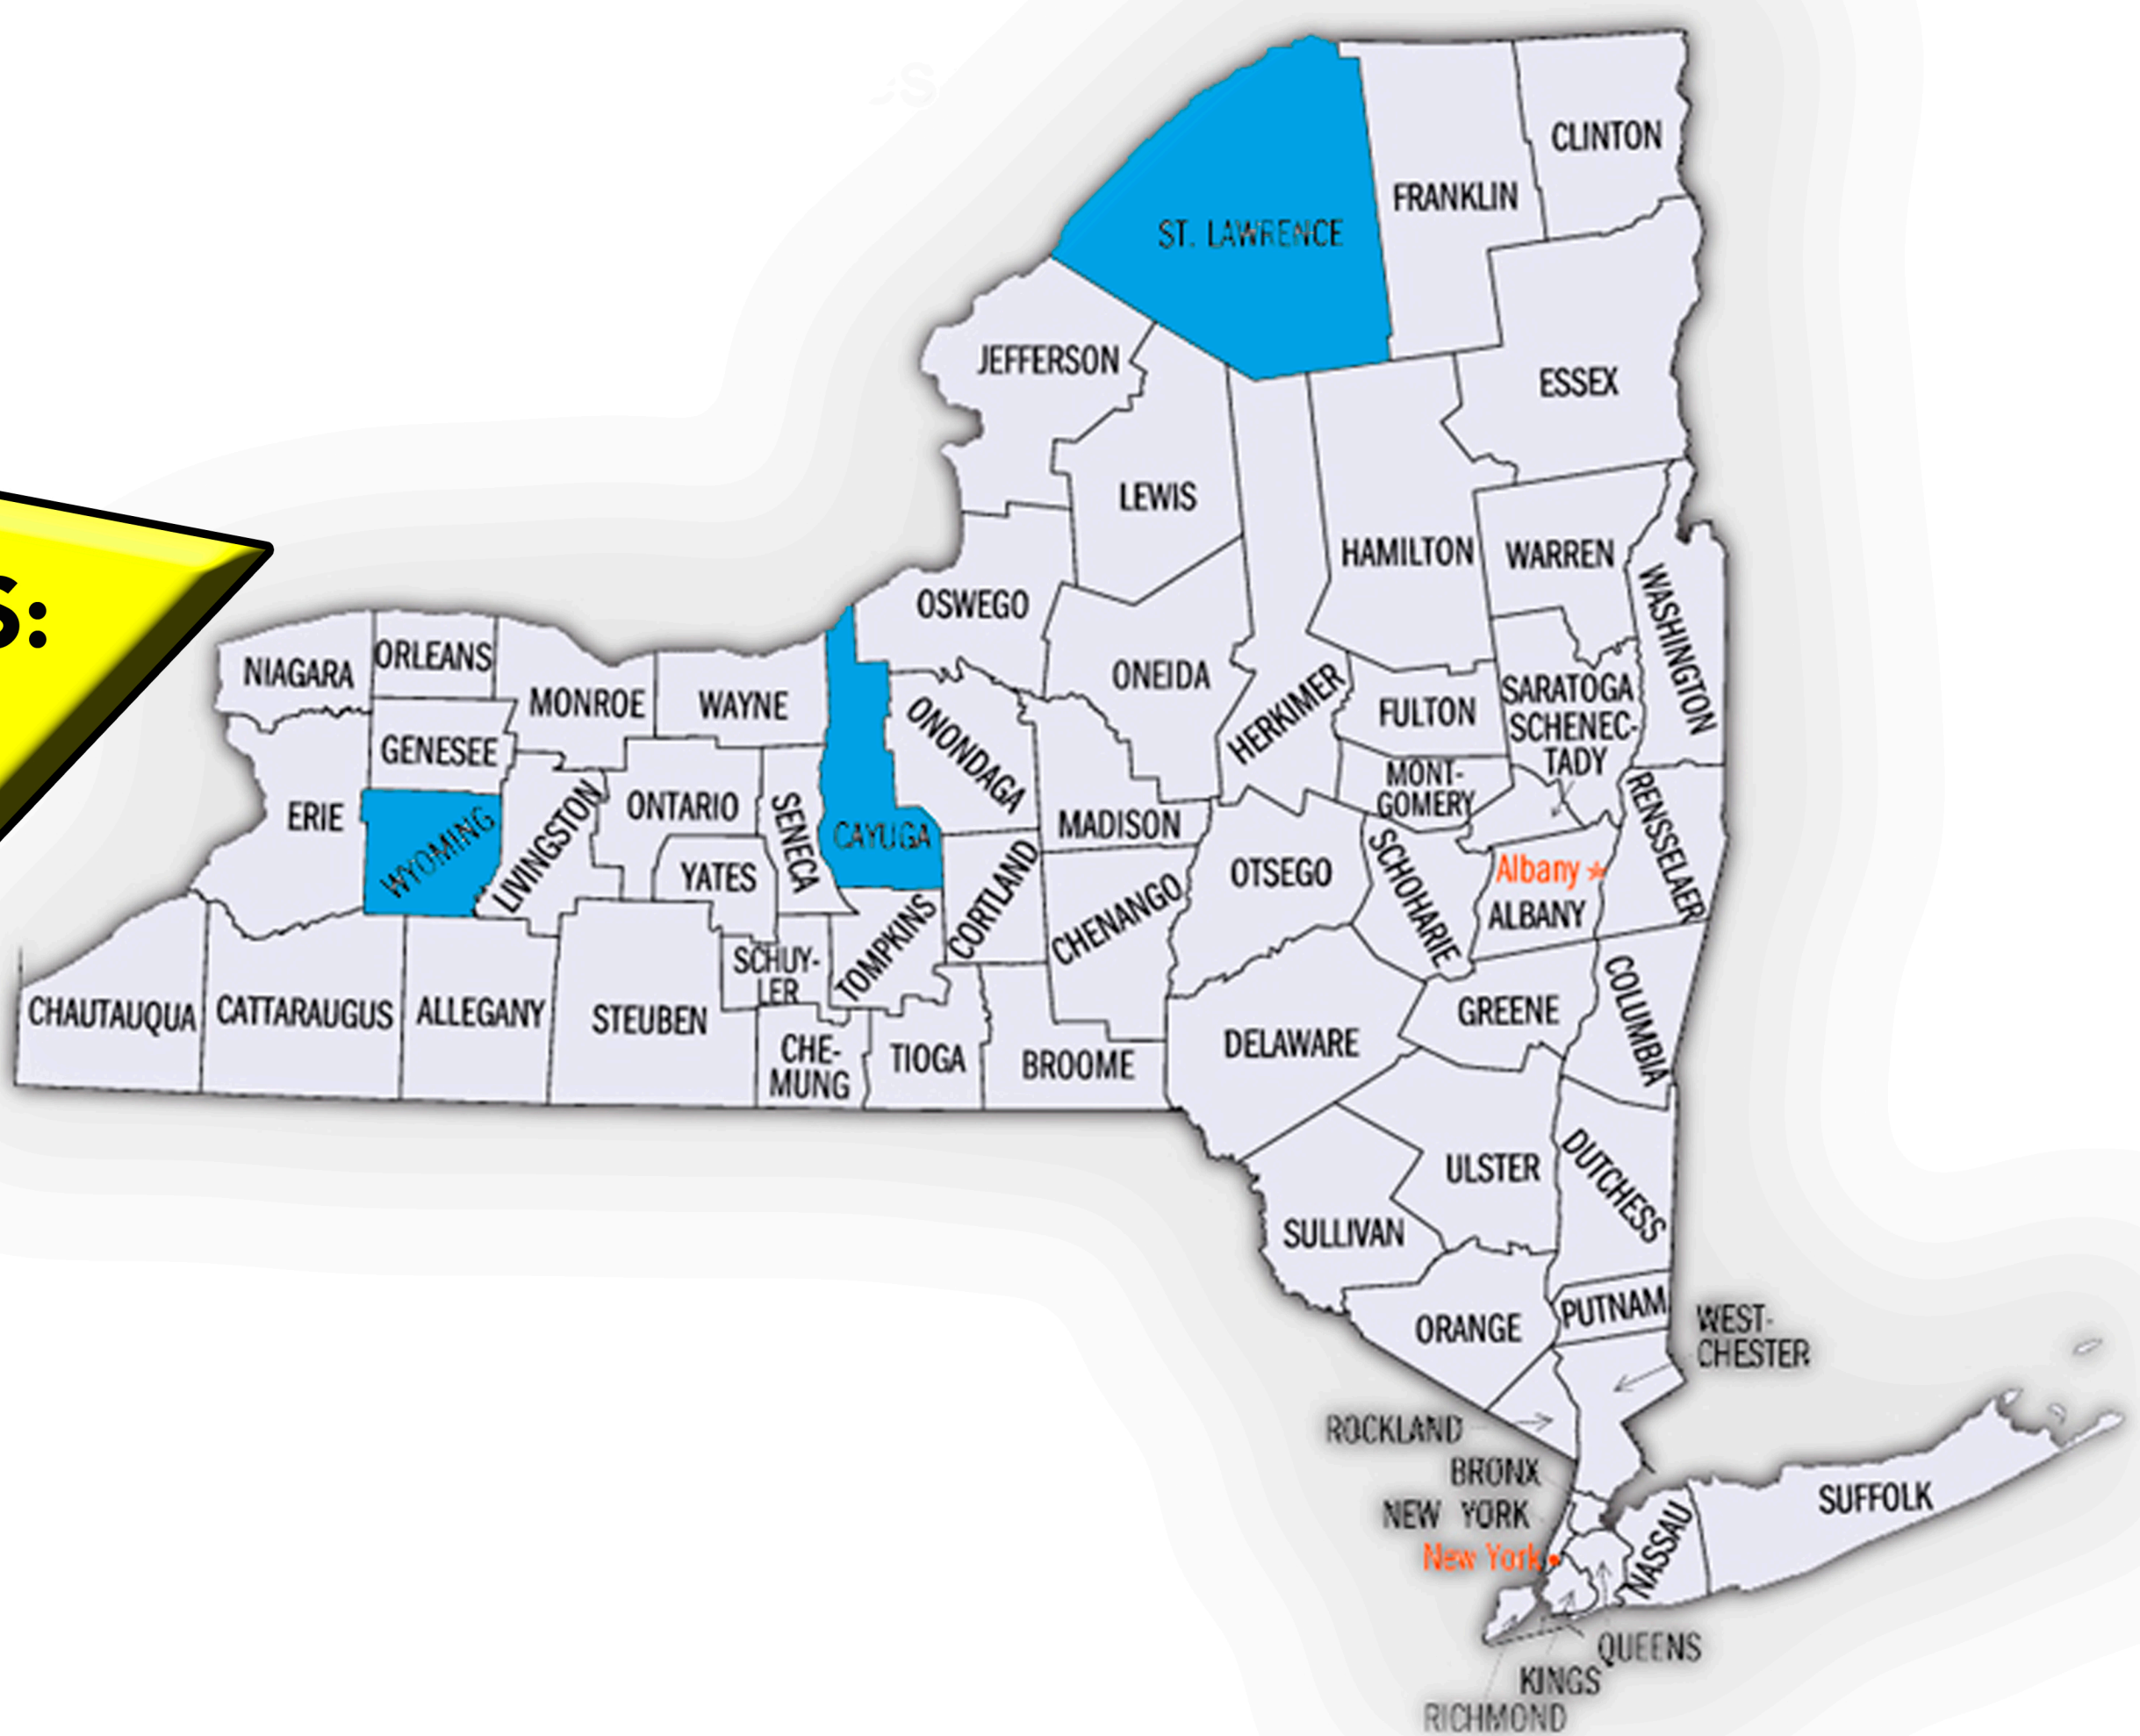 CLINTON
FRANKLIN
ST. LAWRENCE
JEFFERSON
ESSEX
LEWIS
HAMILTON
WARREN
WASHINGTON
OSWEGO
S:
NIAGARA
ORLEANS
MONROE
WAYNE
ONEIDA
HERKIMER
FULTON
SARATOGA
SCHENEC-
TADY
GENESEE
ONONDAGA
MONT-
GOMERY
ERIE
WYOMING
LIVINGSTON
ONTARIO
SENECA
CAYUGA
MADISON
RENSSELAER
YATES
CORTLAND
CHENANGO
OTSEGO
SCHOHARIE
Albany
ALBANY
TOMPKINS
SCHUY-
LER
CHAUTAUQUA
CATTARAUGUS
ALLEGANY
STEUBEN
GREENE
COLUMBIA
DELAWARE
CHE-
MUNG
TIOGA
BROOME
ULSTER
DUTCHESS
SULLIVAN
ORANGE
PUTNAM
WEST-
CHESTER
ROCKLAND
BRONX
NEW YORK
New York
NASSAU
SUFFOLK
QUEENS
KINGS
RICHMOND